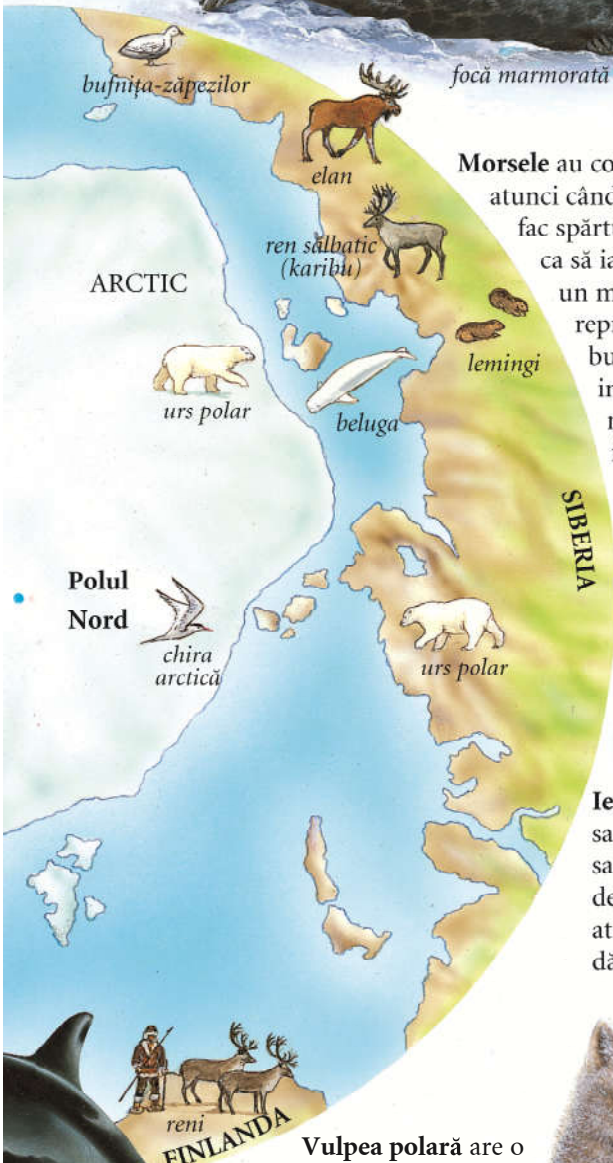 bufnița-zăpezilor
focă marmorată
elan
ren sălbatic
(karibu)
ARCTIC
urs polar
beluga
lemingi
SIBERIA
Polul
Nord
chira
arctică
urs polar
reni
FINLANDA
Morsele au co
atunci când
fac spărtu
ca să ia
un m
repr
bu
in
Ie
sa
sa
de
at
dă
Vulpea polară are o